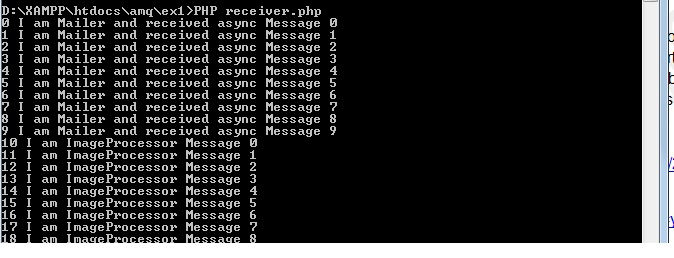 D:\XAMPP\htdocs\amq\ex1>PHP receiver.php
0 I am Mailer and received async Message 0
1 I am Mailer and received async Message 1
2 I am Mailer and received async Message 2
3 I am Mailer and received async Message 3
4 I am Mailer and received async Message 4
5 I am Mailer and received async Message 5
6 I am Mailer and received async Message 6
7 I am Mailer and received async Message 7
8 I am Mailer and received async Message 8
9 I am Mailer and received async Message 9
10 I am ImageProcessor Message 0
11 I am ImageProcessor Message 1
12 I am ImageProcessor Message 2
13 I am ImageProcessor Message 3
14 I am ImageProcessor Message 4
15 I am ImageProcessor Message 5
16 I am ImageProcessor Message 6
17 I am ImageProcessor Message 7
18 I am ImageProcessor Message 8